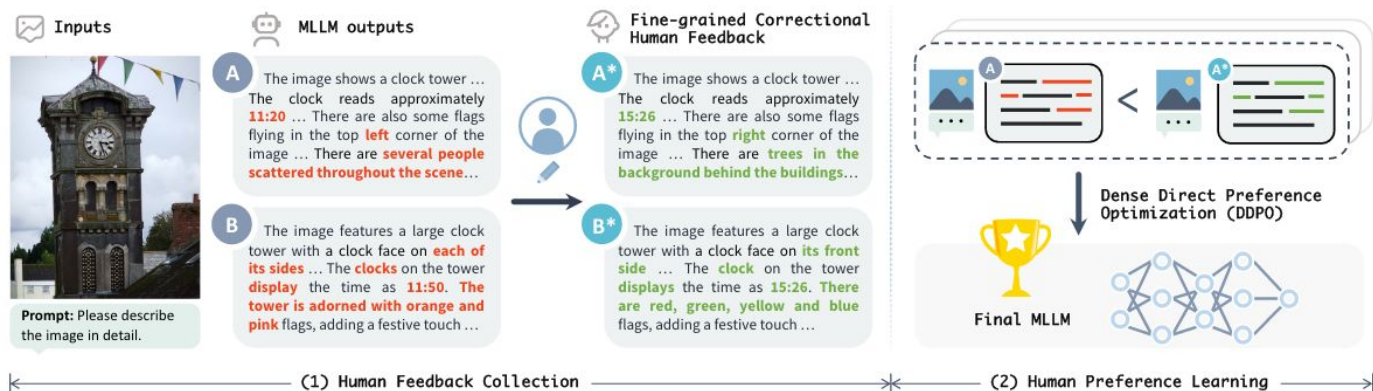 Inputs
MLLM outputs
Fine-grained Correctional
Human Feedback
A
The image shows a clock tower …
The clock reads approximately
11:20 … There are also some flags
flying in the top left corner of the
image … There are several people
scattered throughout the scene…
A*
The image shows a clock tower …
The clock reads approximately
15:26 … There are also some flags
flying in the top right corner of the
image … There are trees in the
background behind the buildings…
B
The image features a large clock
tower with a clock face on each of
its sides … The clocks on the tower
display the time as 11:50. The
tower is adorned with orange and
pink flags, adding a festive touch …
B*
The image features a large clock
tower with a clock face on its front
side … The clock on the tower
displays the time as 15:26. There
are red, green, yellow and blue
flags, adding a festive touch …
Prompt: Please describe
the image in detail.
(1) Human Feedback Collection
A
<
A*
Dense Direct Preference
Optimization (DDPO)
Final MLLM
(2) Human Preference Learning